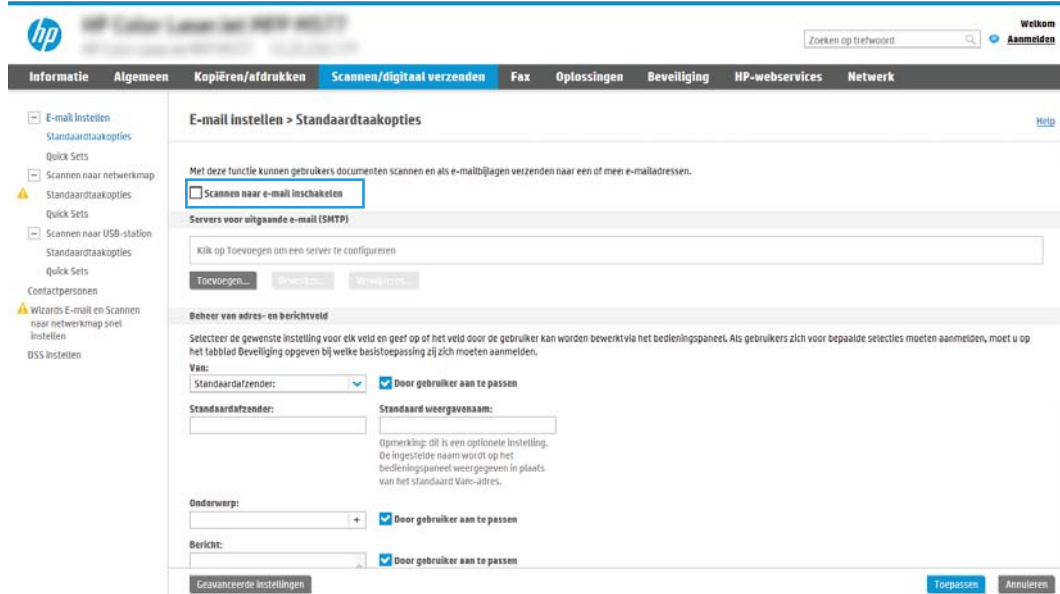 hp
Welkom
Zoeken op trefwoord
Aanmelden
Informatie Algemeen Kopiëren/afdrukken Scannen/digitaal verzenden Fax Oplossingen Beveiliging HP-webservices Netwerk
E-mail instellen
Standaardtaakopties
Quick Sets
Scannen naar netwerkmap
Standaardtaakopties
Quick Sets
Scannen naar USB-station
Standaardtaakopties
Quick Sets
Contactpersonen
Wizards E-mail en Scannen
naar netwerkmap snel
instellen
DSS instellen
E-mail instellen > Standaardtaakopties
Help
Met deze functie kunnen gebruikers documenten scannen en als e-mailbijlagen verzenden naar een of meer e-mailadressen.
Scannen naar e-mail inschakelen
Servers voor uitgaande e-mail (SMTP)
Klik op Toevoegen om een server te configureren
Toevoegen... Bewerken... Verwijderen...
Beheer van adres- en berichtveld
Selecteer de gewenste instelling voor elk veld en geef op of het veld door de gebruiker kan worden bewerkt via het bedieningspaneel. Als gebruikers zich voor bepaalde selecties moeten aanmelden, moet u op
het tabblad Beveiliging opgeven bij welke basistoepassing zij zich moeten aanmelden.
Van:
Standaardafzender: Door gebruiker aan te passen
Standaardafzender: Standaard weergavenaam:
Opmerking: dit is een optionele instelling.
De ingestelde naam wordt op het
bedieningspaneel weergegeven in plaats
van het standaard Van:-adres.
Onderwerp:
+ Door gebruiker aan te passen
Bericht:
Door gebruiker aan te passen
Geavanceerde instellingen Toepassen Annuleren